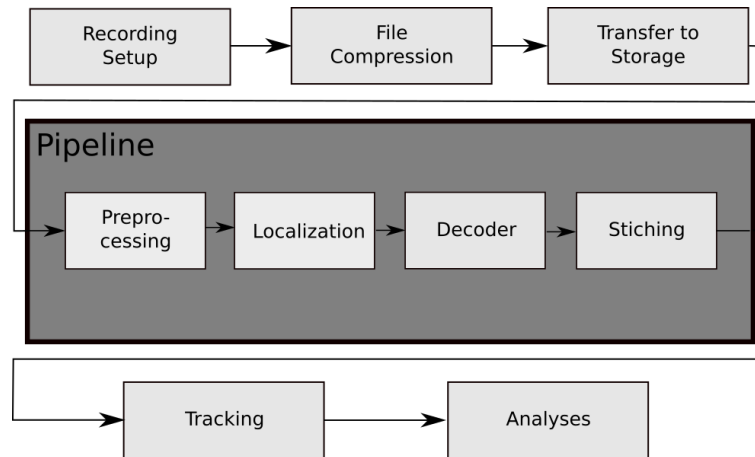 Recording
Setup
File
Compression
Transfer to
Storage
Pipeline
Prepro-
cessing
Localization
Decoder
Stiching
Tracking
Analyses